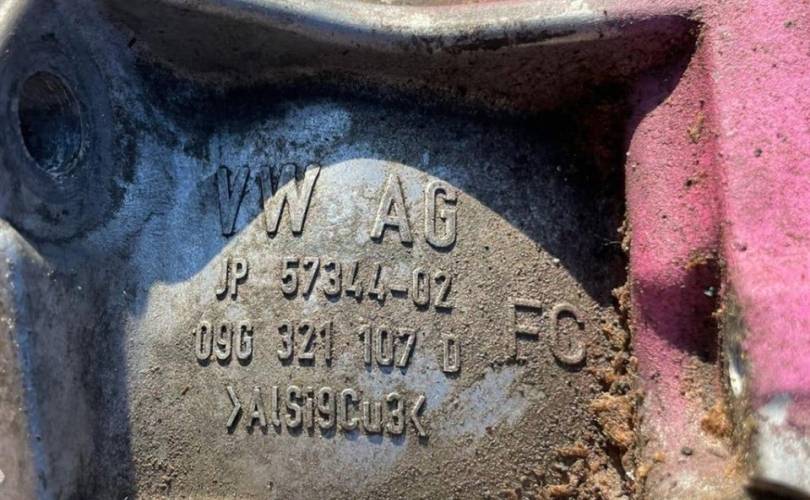 VW AG
JP 57344-02
09G 321 107 D
FC
>AlSi9Cu3<